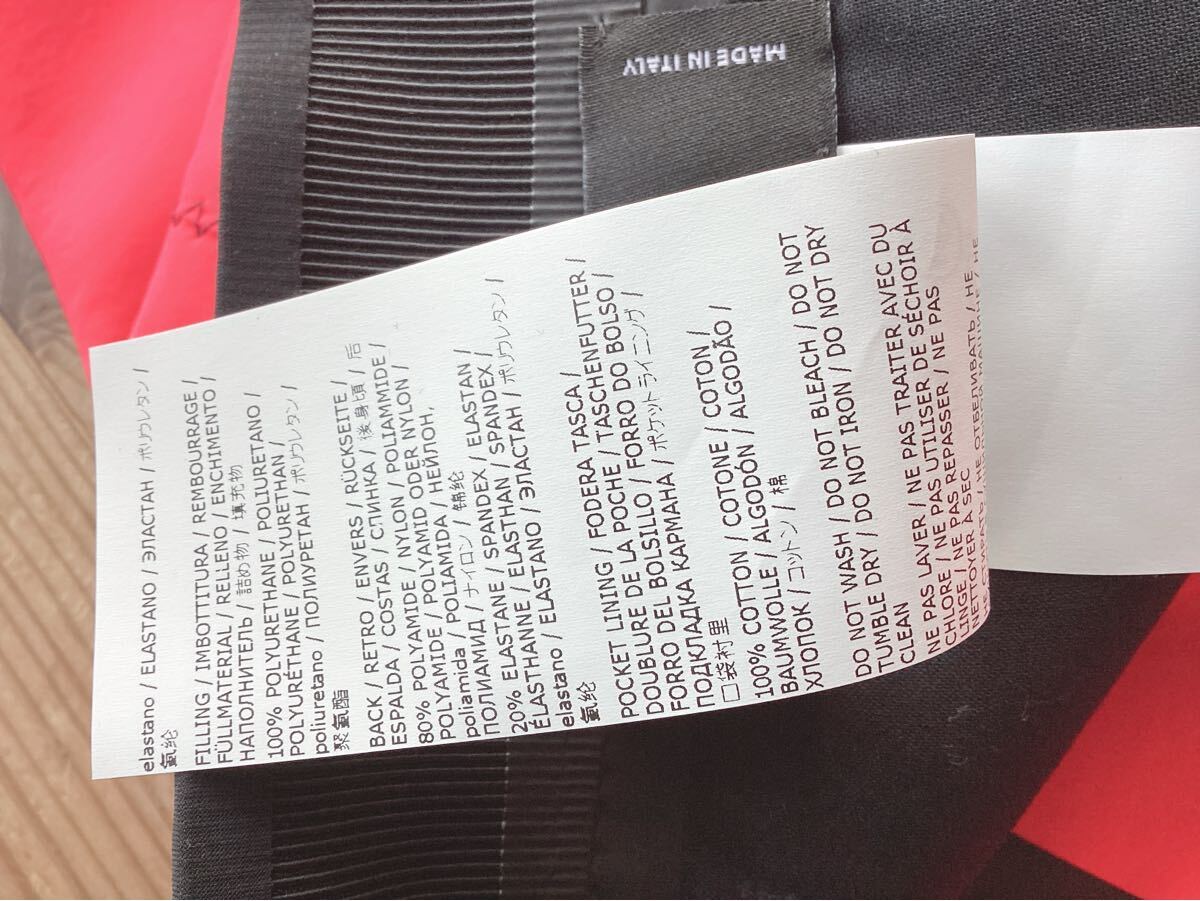 MADE IN ITALY
elastano / ELASTANO / ЭЛАСТАН / ポリウレタン /
氨纶
FILLING / IMBOTTITURA / REMBOURRAGE /
FÜLLMATERIAL / RELLENO / ENCHIMENTO /
НАПОЛНИТЕЛЬ / 詰め物 / 填充物
100% POLYURETHANE / POLIURETANO /
POLYURÉTHANE / POLYURETHAN /
poliuretano / ПОЛИУРЕТАН / ポリウレタン /
聚氨酯
BACK / RETRO / ENVERS / RÜCKSEITE /
ESPALDA / COSTAS / СПИНКА / 後身頃 / 后
80% POLYAMIDE / NYLON / POLIAMMIDE /
POLYAMIDE / POLYAMID ODER NYLON /
poliamida / POLIAMIDA / НЕЙЛОН,
ПОЛИАМИД / ナイロン / 锦纶
20% ELASTANE / SPANDEX / ELASTAN /
ÉLASTHANNE / ELASTHAN / SPANDEX /
elastano / ELASTANO / ЭЛАСТАН / ポリウレタン /
氨纶
POCKET LINING / FODERA TASCA /
DOUBLURE DE LA POCHE / TASCHENFUTTER /
FORRO DEL BOLSILLO / FORRO DO BOLSO /
ПОДКЛАДКА КАРМАНА / ポケットライニング /
口袋衬里
100% COTTON / COTONE / COTON /
BAUMWOLLE / ALGODÓN / ALGODÃO /
ХЛОПОК / コットン / 棉
DO NOT WASH / DO NOT BLEACH / DO NOT
TUMBLE DRY / DO NOT IRON / DO NOT DRY
CLEAN
NE PAS LAVER / NE PAS TRAITER AVEC DU
CHLORE / NE PAS UTILISER DE SÉCHOIR À
LINGE / NE PAS REPASSER / NE PAS
NETTOYER À SEC
НЕ СТИРАТЬ / НЕ ОТБЕЛИВАТЬ / НЕ